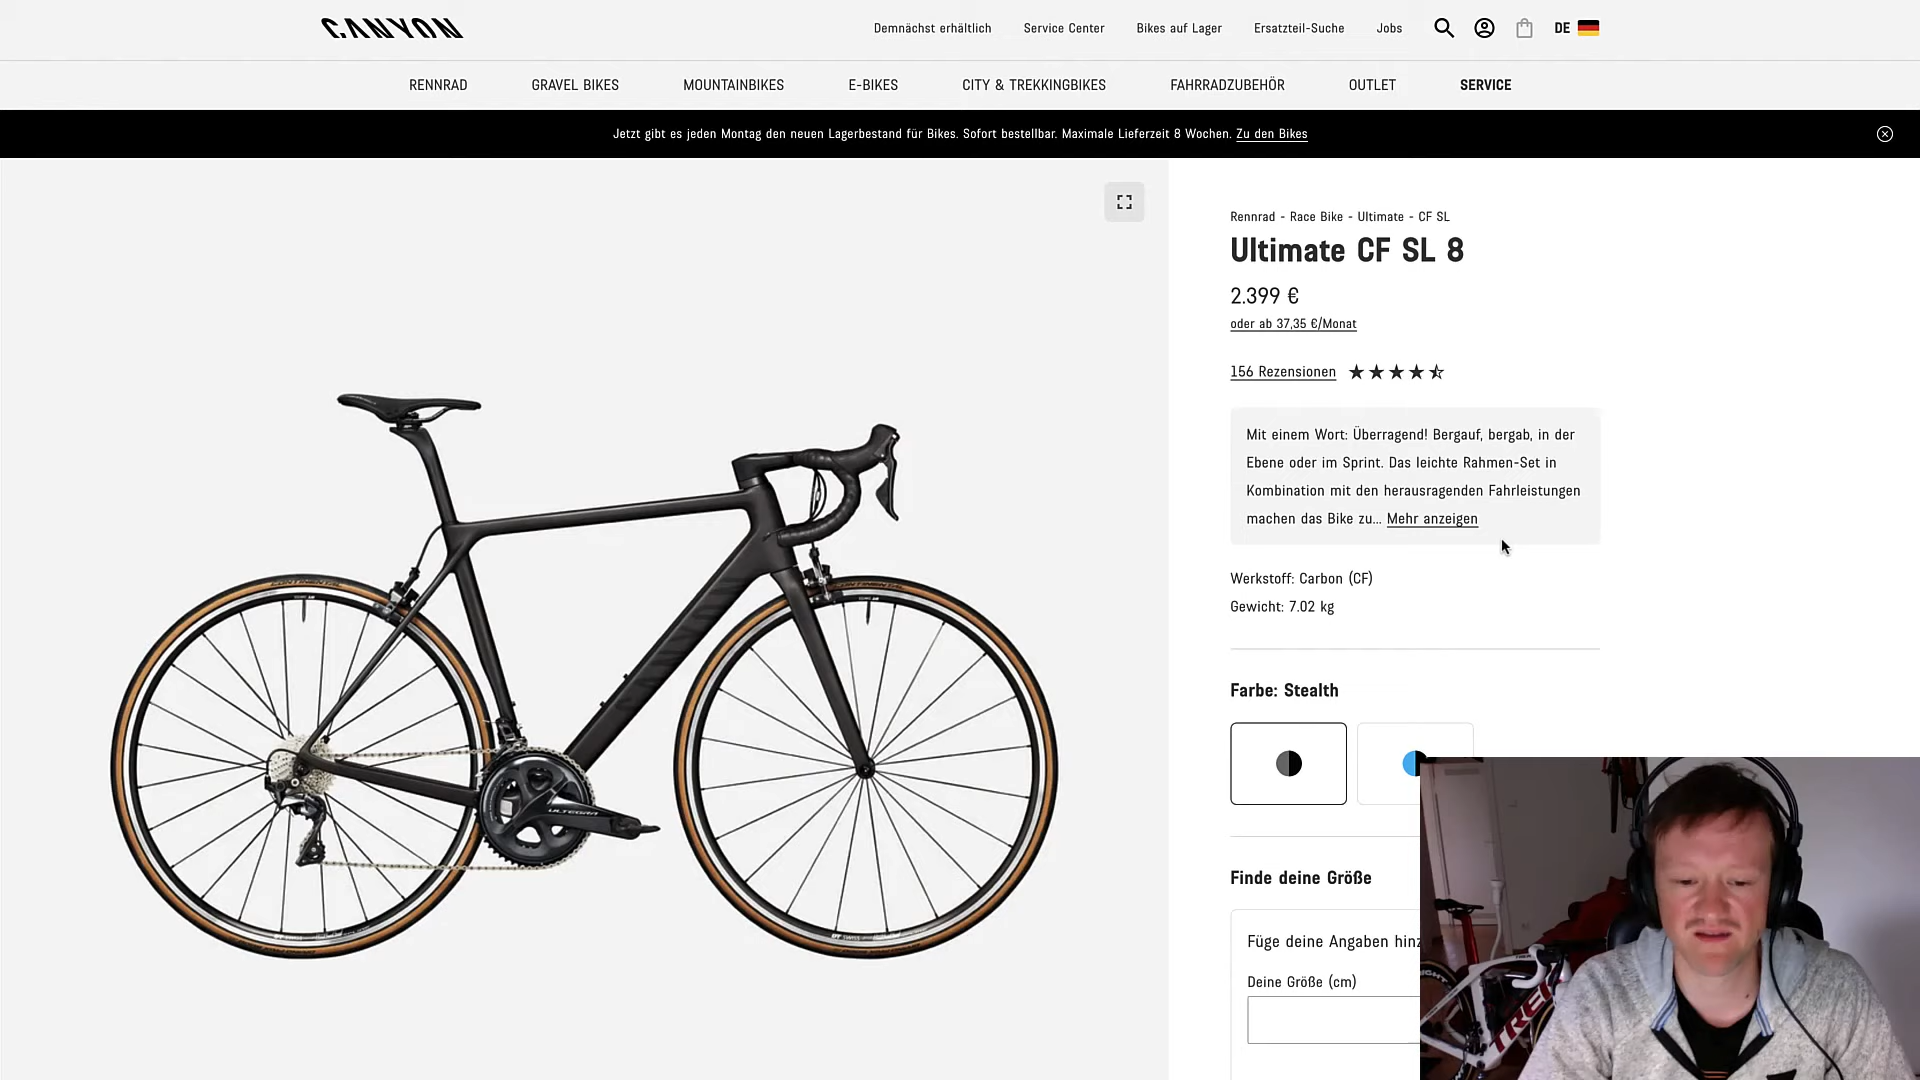 CANYON
Demnächst erhältlich
Service Center
Bikes auf Lager
Ersatzteil-Suche
Jobs
DE
RENNRAD
GRAVEL BIKES
MOUNTAINBIKES
E-BIKES
CITY & TREKKINGBIKES
FAHRRADZUBEHÖR
OUTLET
SERVICE
Jetzt gibt es jeden Montag den neuen Lagerbestand für Bikes. Sofort bestellbar. Maximale Lieferzeit 8 Wochen. Zu den Bikes
Rennrad - Race Bike - Ultimate - CF SL
Ultimate CF SL 8
2.399 €
oder ab 37,35 €/Monat
156 Rezensionen
Mit einem Wort: Überragend! Bergauf, bergab, in der
Ebene oder im Sprint. Das leichte Rahmen-Set in
Kombination mit den herausragenden Fahrleistungen
machen das Bike zu... Mehr anzeigen
Werkstoff: Carbon (CF)
Gewicht: 7.02 kg
Farbe: Stealth
Finde deine Größe
Füge deine Angaben hinz
Deine Größe (cm)
CONTINENTAL
CONTINENTAL
ULTEGRA
TREK